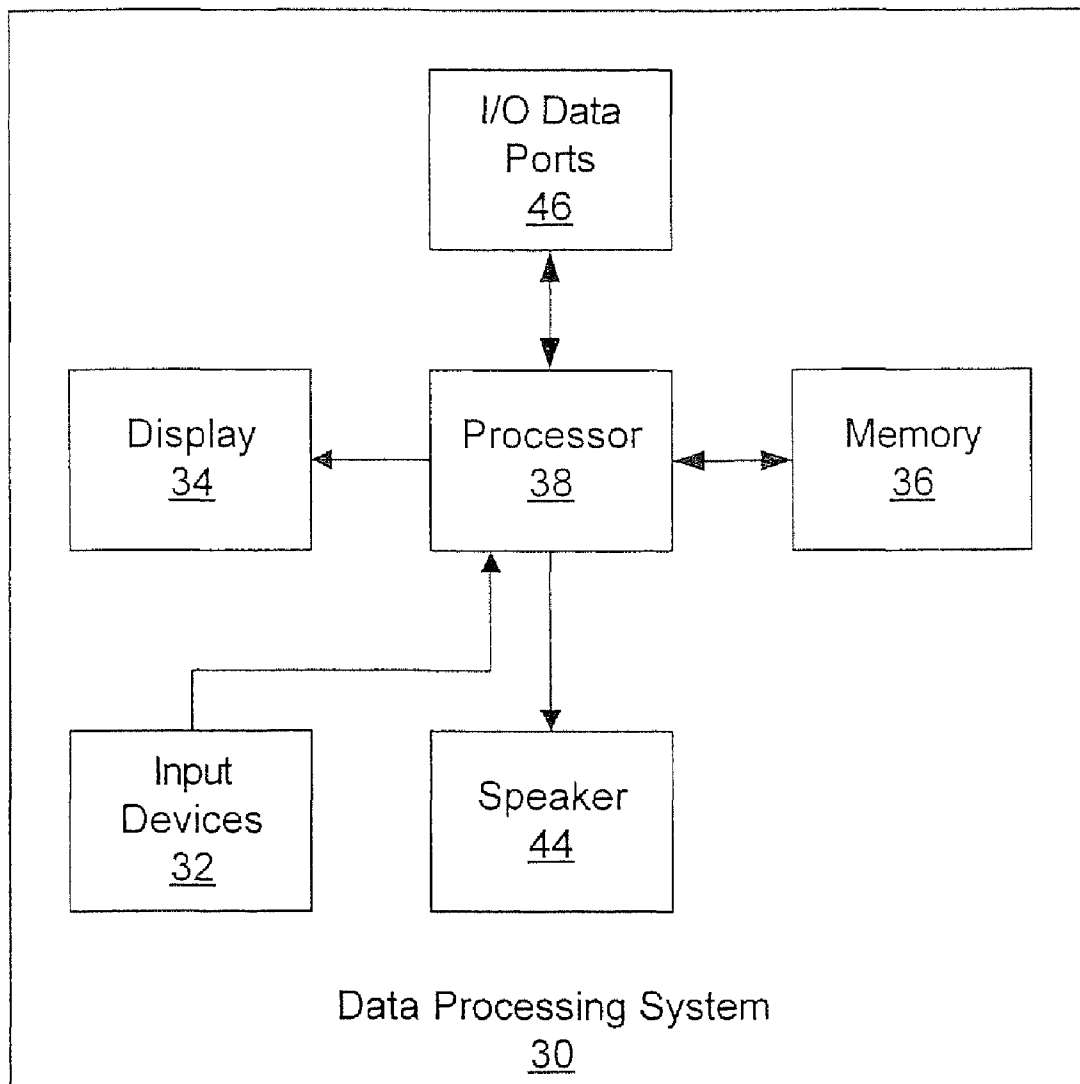 I/O Data
Ports
46
Display
34
Processor
38
Memory
36
Input
Devices
32
Speaker
44
Data Processing System
30